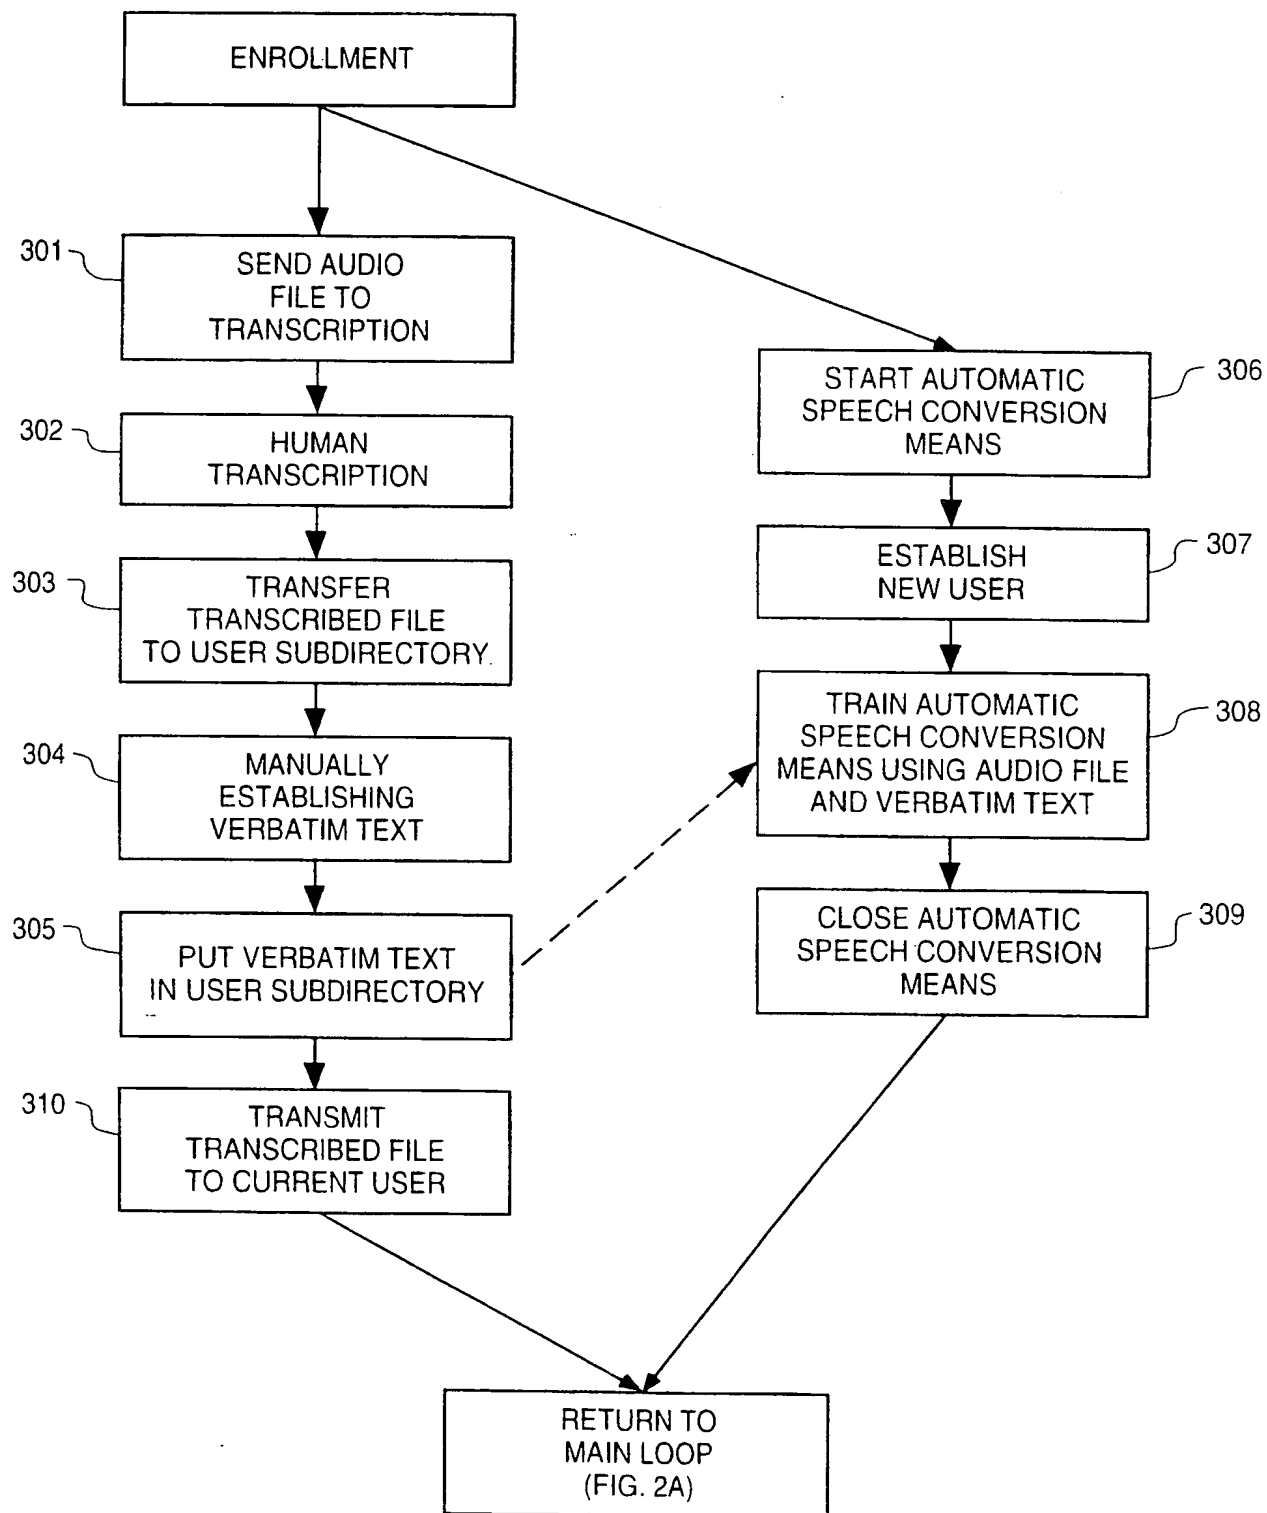 ENROLLMENT
301
SEND AUDIO
FILE TO
TRANSCRIPTION
302
HUMAN
TRANSCRIPTION
303
TRANSFER
TRANSCRIBED FILE
TO USER SUBDIRECTORY.
304
MANUALLY
ESTABLISHING
VERBATIM TEXT
305
PUT VERBATIM TEXT
IN USER SUBDIRECTORY
310
TRANSMIT
TRANSCRIBED FILE
TO CURRENT USER
306
START AUTOMATIC
SPEECH CONVERSION
MEANS
307
ESTABLISH
NEW USER
308
TRAIN AUTOMATIC
SPEECH CONVERSION
MEANS USING AUDIO FILE
AND VERBATIM TEXT
309
CLOSE AUTOMATIC
SPEECH CONVERSION
MEANS
RETURN TO
MAIN LOOP
(FIG. 2A)